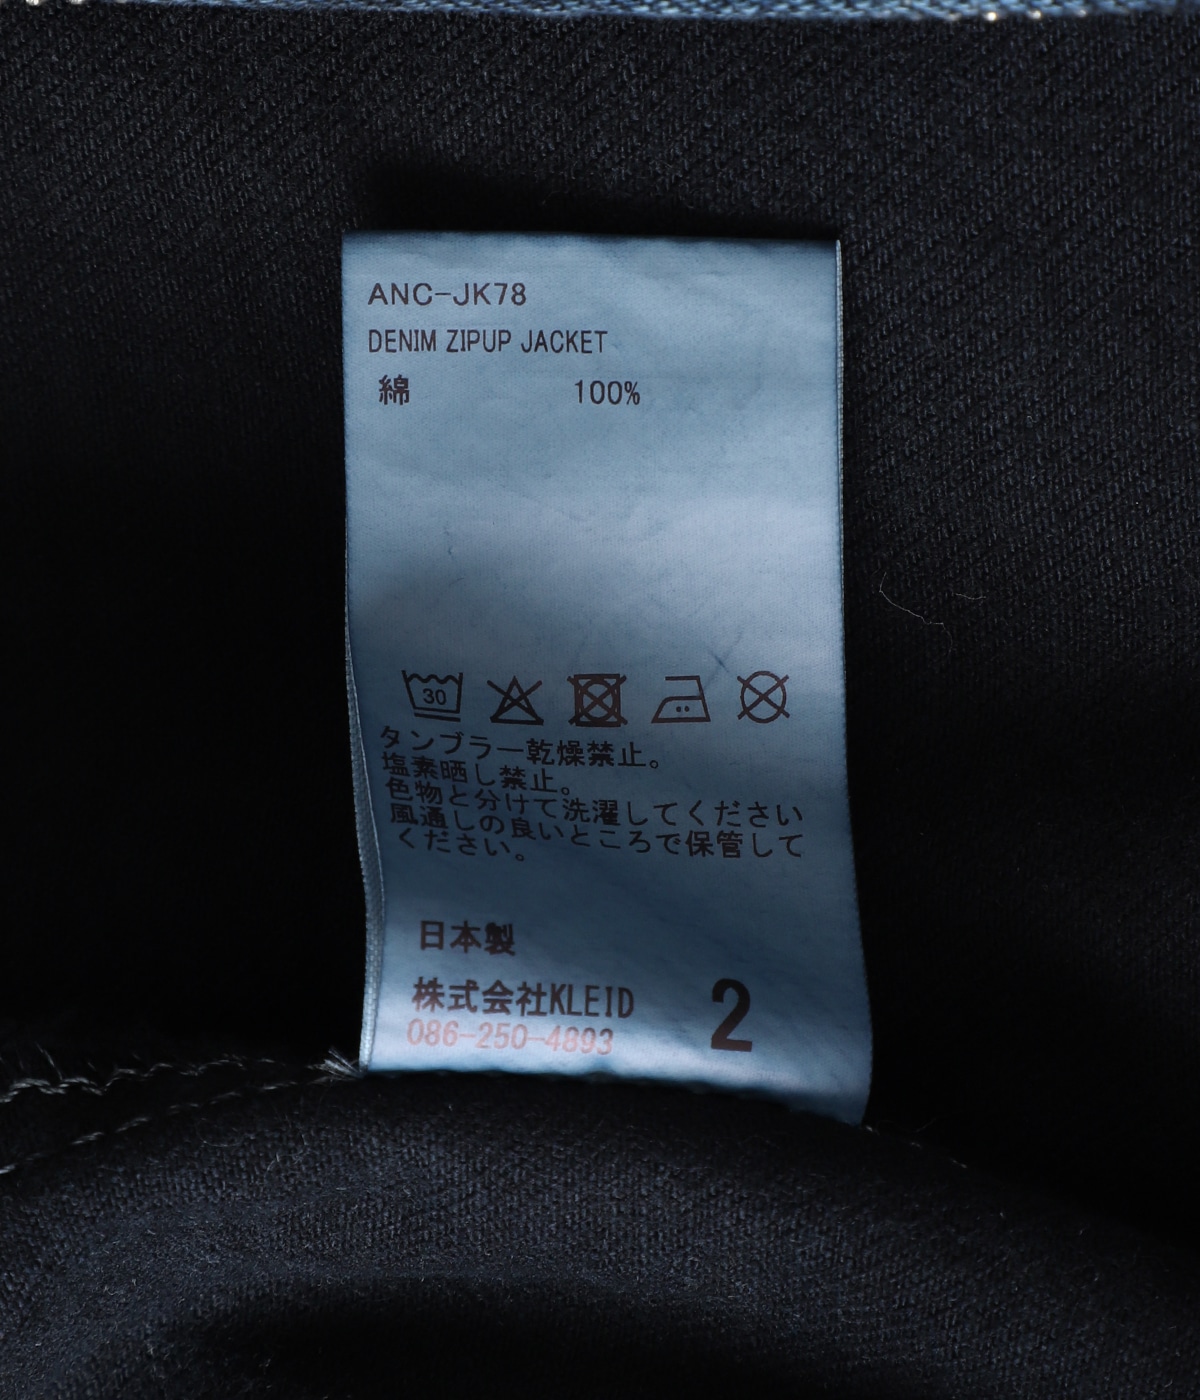 ANC-JK78
DENIM ZIPUP JACKET
綿 100%
30
タンブラー乾燥禁止。
塩素晒し禁止。
色物と分けて洗濯してください
風通しの良いところで保管して
ください。
日本製
株式会社KLEID 2
086-250-4893